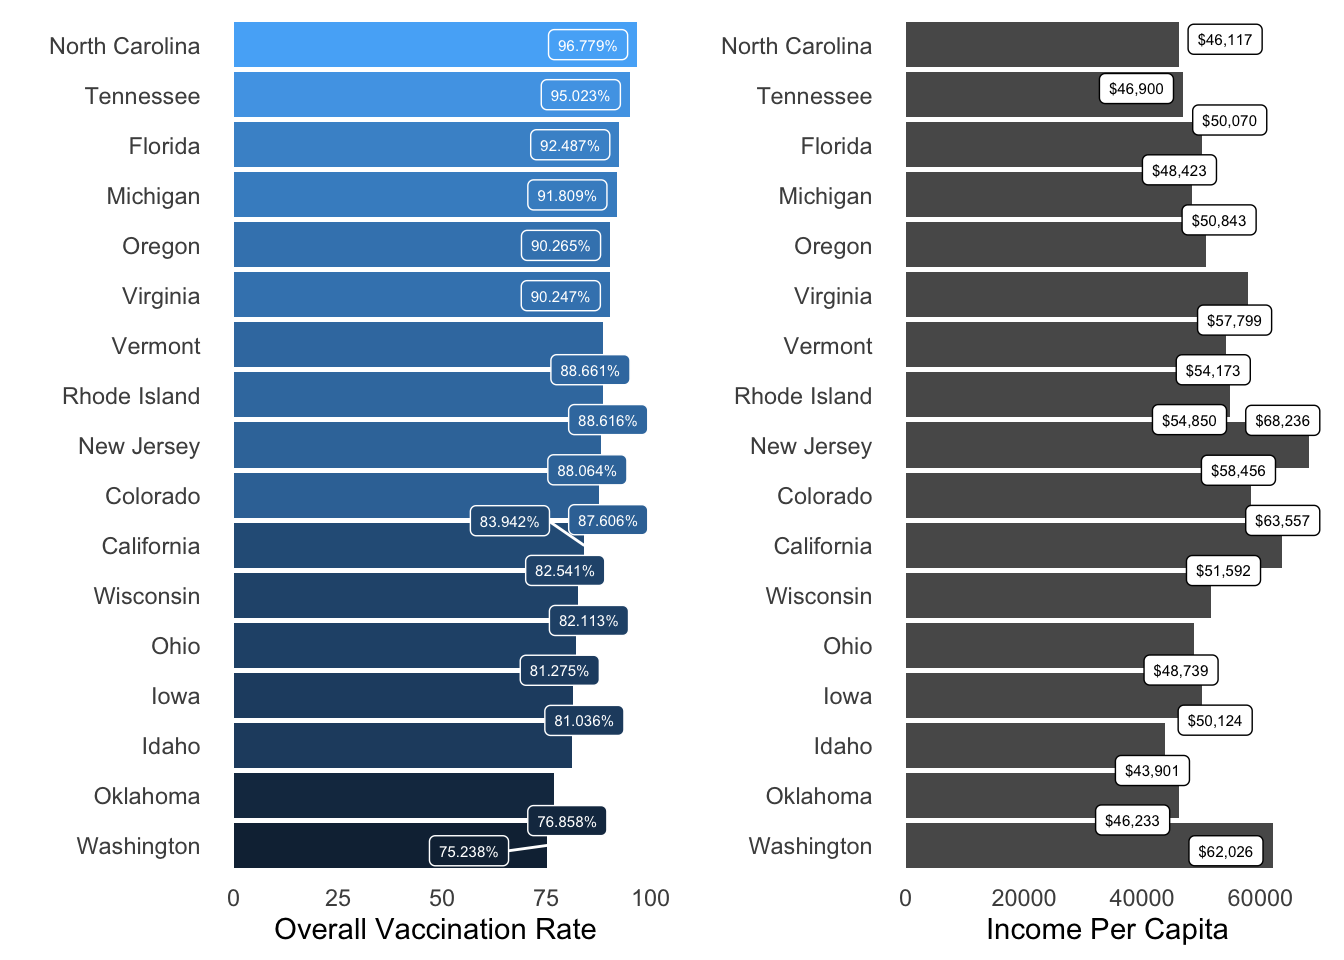 North Carolina 96.779%
Tennessee 95.023%
Florida 92.487%
Michigan 91.809%
Oregon 90.265%
Virginia 90.247%
Vermont 88.661%
Rhode Island 88.616%
New Jersey 88.064%
Colorado 87.606%
California 83.942%
Wisconsin 82.541%
Ohio 82.113%
Iowa 81.275%
Idaho 81.036%
Oklahoma 76.858%
Washington 75.238%
0 25 50 75 100
Overall Vaccination Rate
North Carolina $46,117
Tennessee $46,900
Florida $50,070
Michigan $48,423
Oregon $50,843
Virginia $57,799
Vermont $54,173
Rhode Island $54,850
New Jersey $68,236
Colorado $58,456
California $63,557
Wisconsin $51,592
Ohio $48,739
Iowa $50,124
Idaho $43,901
Oklahoma $46,233
Washington $62,026
0 20000 40000 60000
Income Per Capita